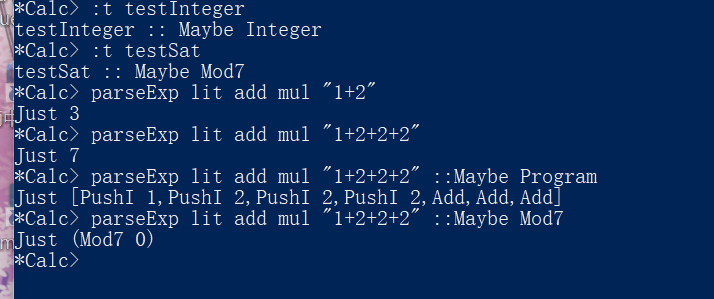 *Calc> :t testInteger
testInteger :: Maybe Integer
*Calc> :t testSat
testSat :: Maybe Mod7
*Calc> parseExp lit add mul "1+2"
Just 3
*Calc> parseExp lit add mul "1+2+2+2"
Just 7
*Calc> parseExp lit add mul "1+2+2+2" ::Maybe Program
Just [PushI 1,PushI 2,PushI 2,PushI 2,Add,Add,Add]
*Calc> parseExp lit add mul "1+2+2+2" ::Maybe Mod7
Just (Mod7 0)
*Calc>